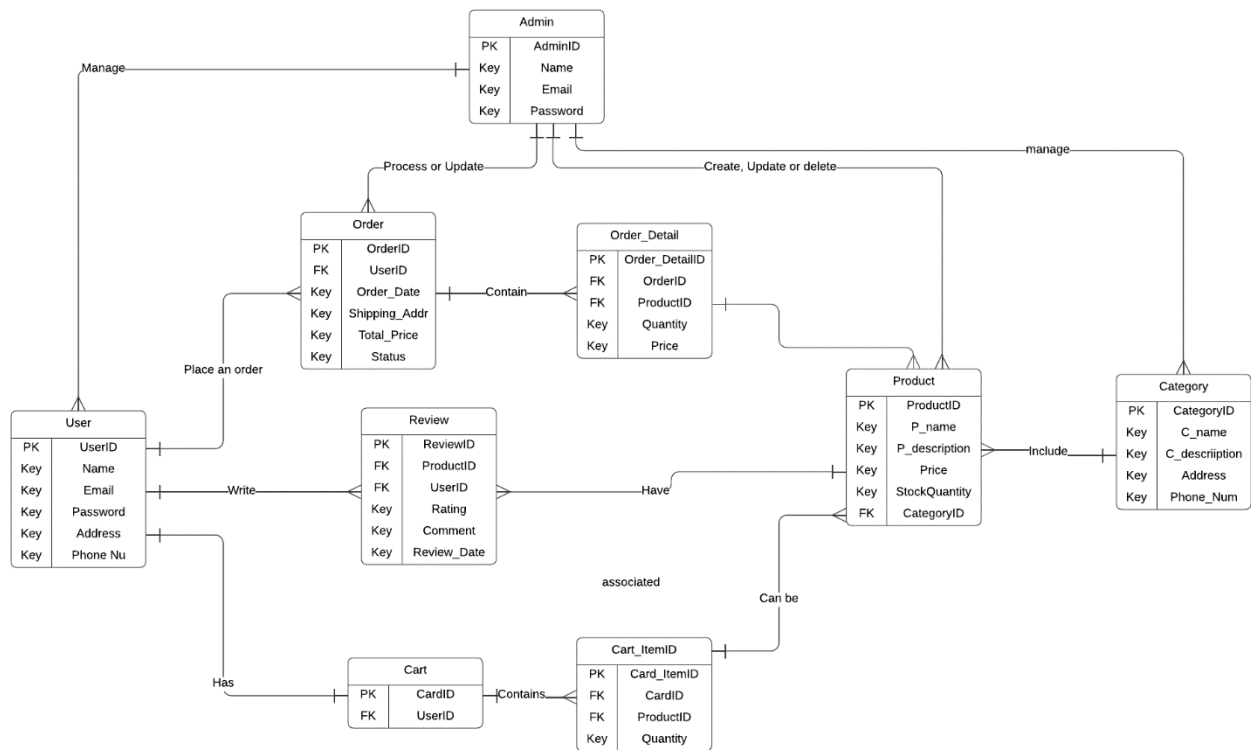 Admin
PK AdminID
Key Name
Key Email
Key Password
Manage
manage
Process or Update
Create, Update or delete
Order
PK OrderID
FK UserID
Key Order_Date
Key Shipping_Addr
Key Total_Price
Key Status
Contain
Order_Detail
PK Order_DetailID
FK OrderID
FK ProductID
Key Quantity
Key Price
Place an order
User
PK UserID
Key Name
Key Email
Key Password
Key Address
Key Phone Nu
Write
Review
PK ReviewID
FK ProductID
FK UserID
Key Rating
Key Comment
Key Review_Date
Have
Product
PK ProductID
Key P_name
Key P_description
Key Price
Key StockQuantity
FK CategoryID
Include
Category
PK CategoryID
Key C_name
Key C_descriiption
Key Address
Key Phone_Num
associated
Can be
Has
Cart
PK CardID
FK UserID
Contains
Cart_ItemID
PK Card_ItemID
FK CardID
FK ProductID
Key Quantity